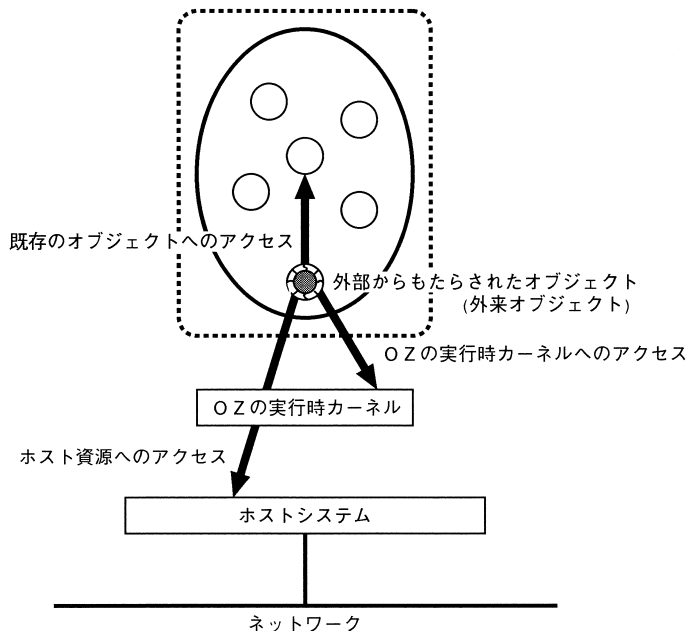 既存のオブジェクトへのアクセス
外部からもたらされたオブジェクト
(外来オブジェクト)
ＯＺの実行時カーネルへのアクセス
ＯＺの実行時カーネル
ホスト資源へのアクセス
ホストシステム
ネットワーク